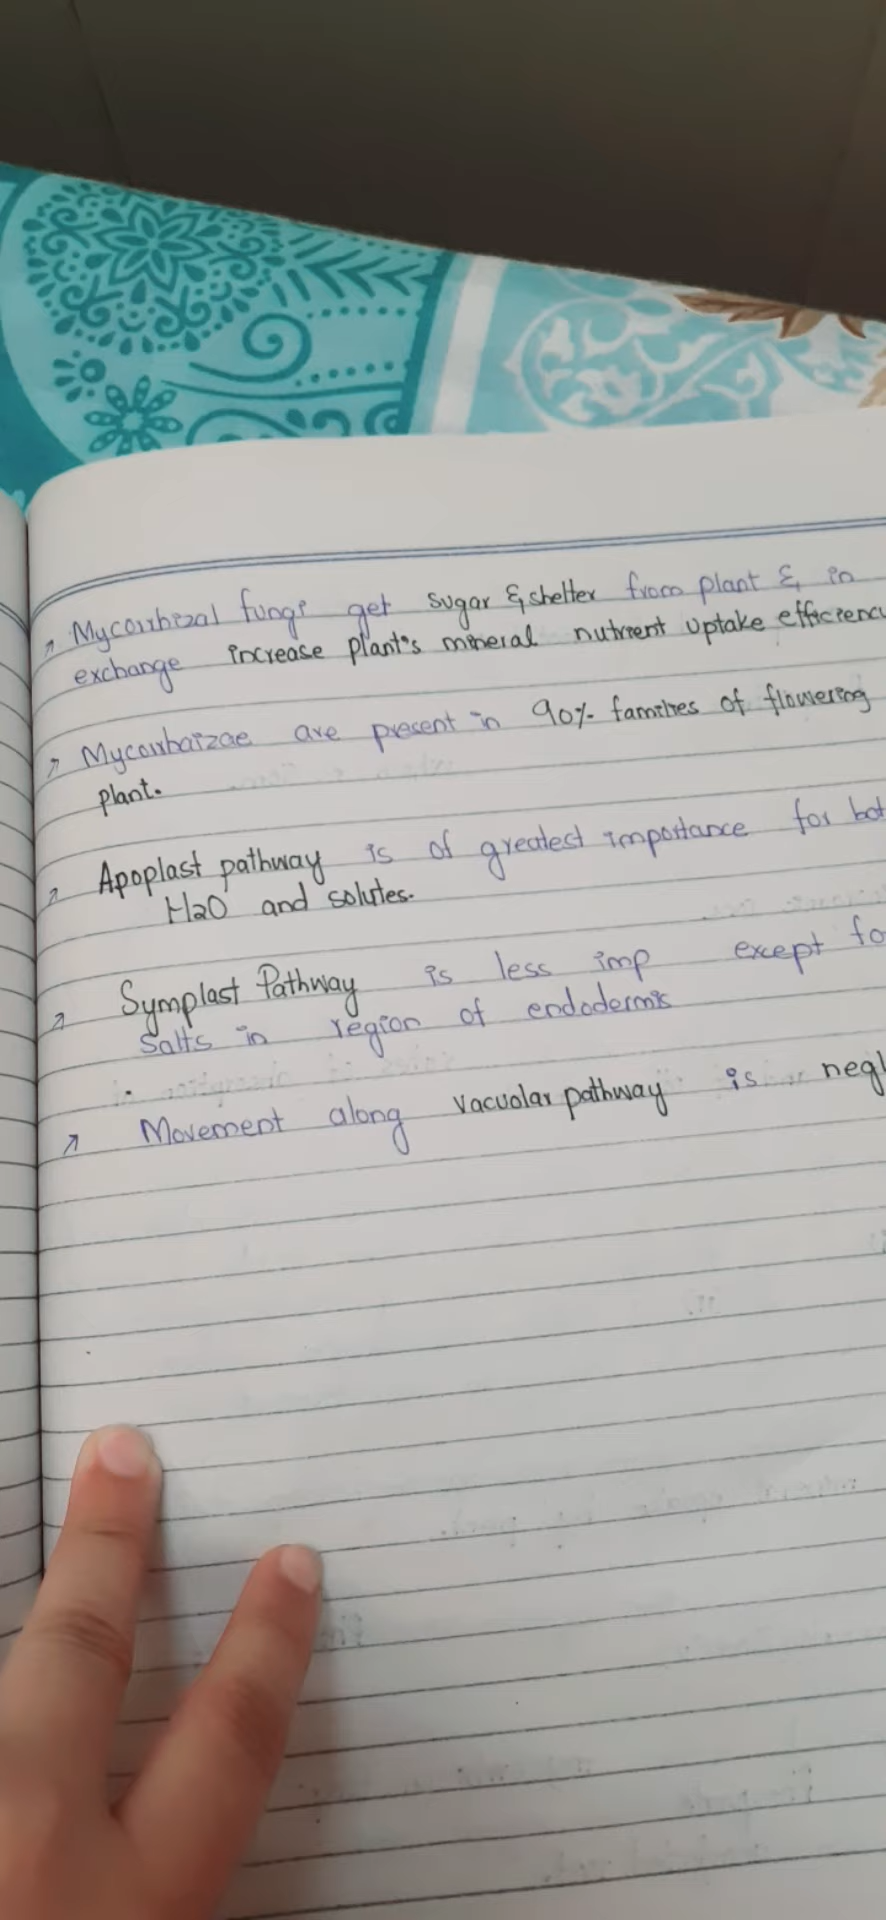 ↗ Mycorrhizal fungi get sugar & shelter from plant & in
exchange increase plant's mineral nutrient uptake efficiency
↗ Mycorrhaizae are present in 90% families of flowering
plant.
↗ Apoplast pathway is of greatest importance for bot
H2O and solutes.
↗ Symplast Pathway is less imp except fo
salts in region of endodermis
↗ Movement along vacuolar pathway is negl